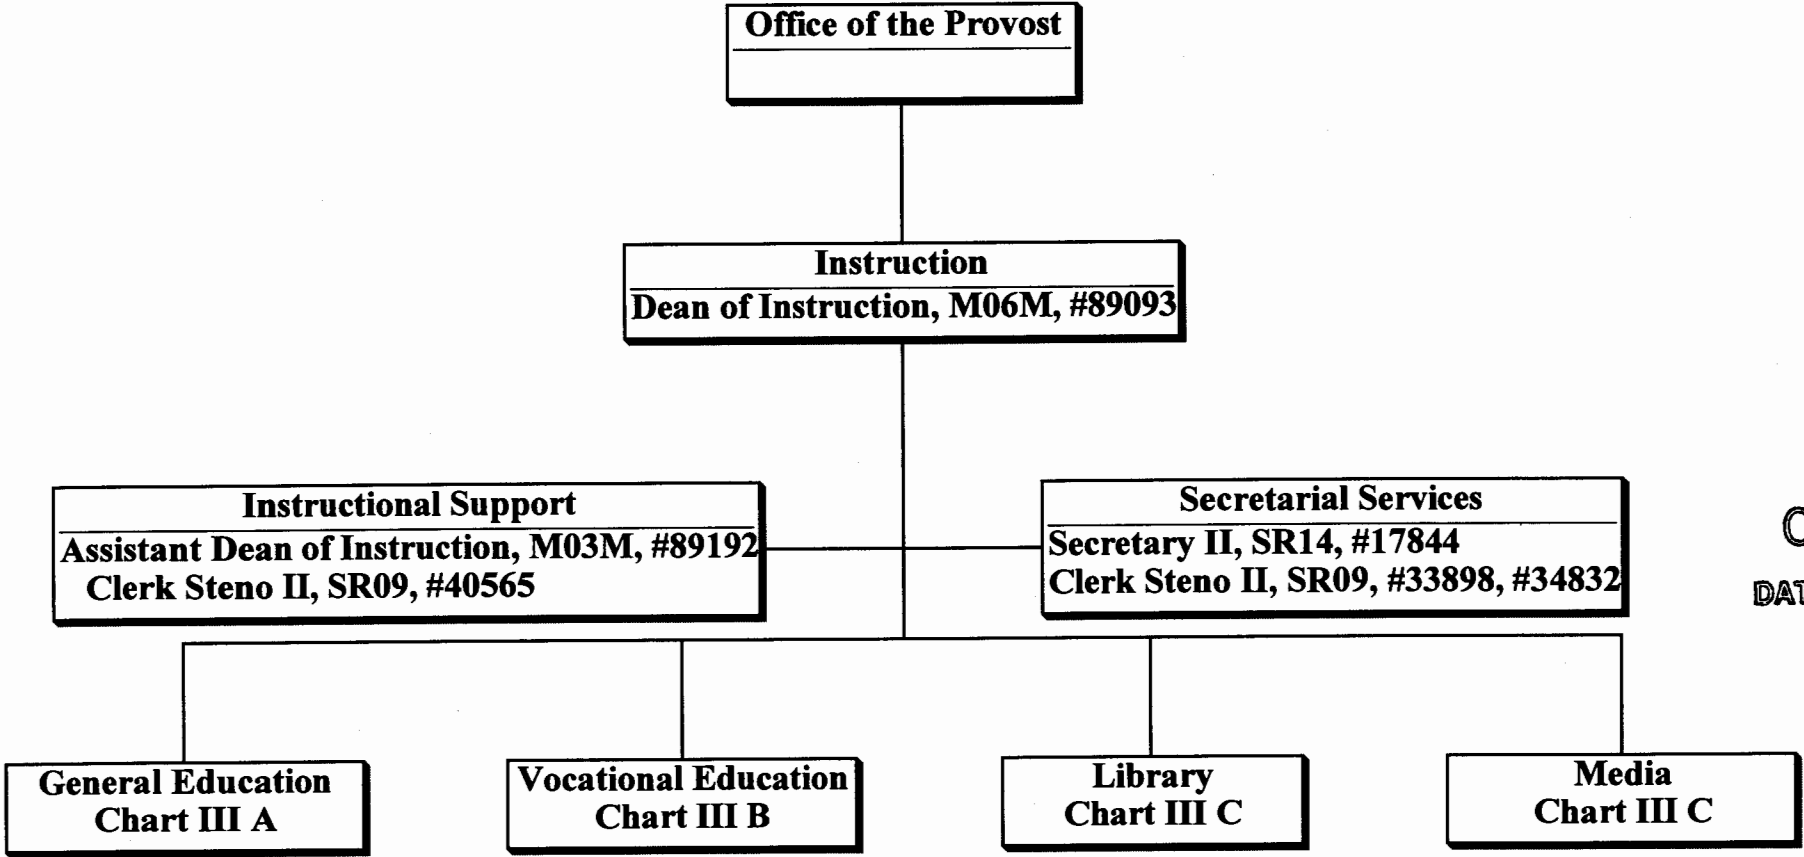 Office of the Provost
Instruction
Dean of Instruction, M06M, #89093
Instructional Support
Assistant Dean of Instruction, M03M, #89192
Clerk Steno II, SR09, #40565
Secretarial Services
Secretary II, SR14, #17844
Clerk Steno II, SR09, #33898, #34832
General Education
Chart III A
Vocational Education
Chart III B
Library
Chart III C
Media
Chart III C